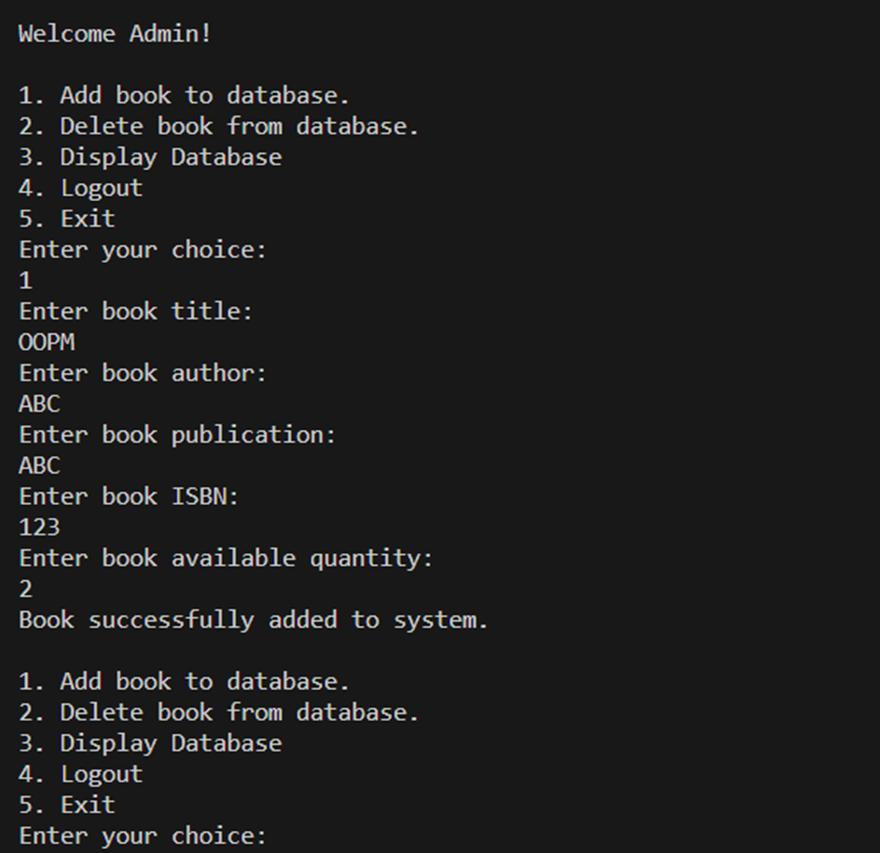 Welcome Admin!
1. Add book to database.
2. Delete book from database.
3. Display Database
4. Logout
5. Exit
Enter your choice:
1
Enter book title:
OOPM
Enter book author:
ABC
Enter book publication:
ABC
Enter book ISBN:
123
Enter book available quantity:
2
Book successfully added to system.
1. Add book to database.
2. Delete book from database.
3. Display Database
4. Logout
5. Exit
Enter your choice: